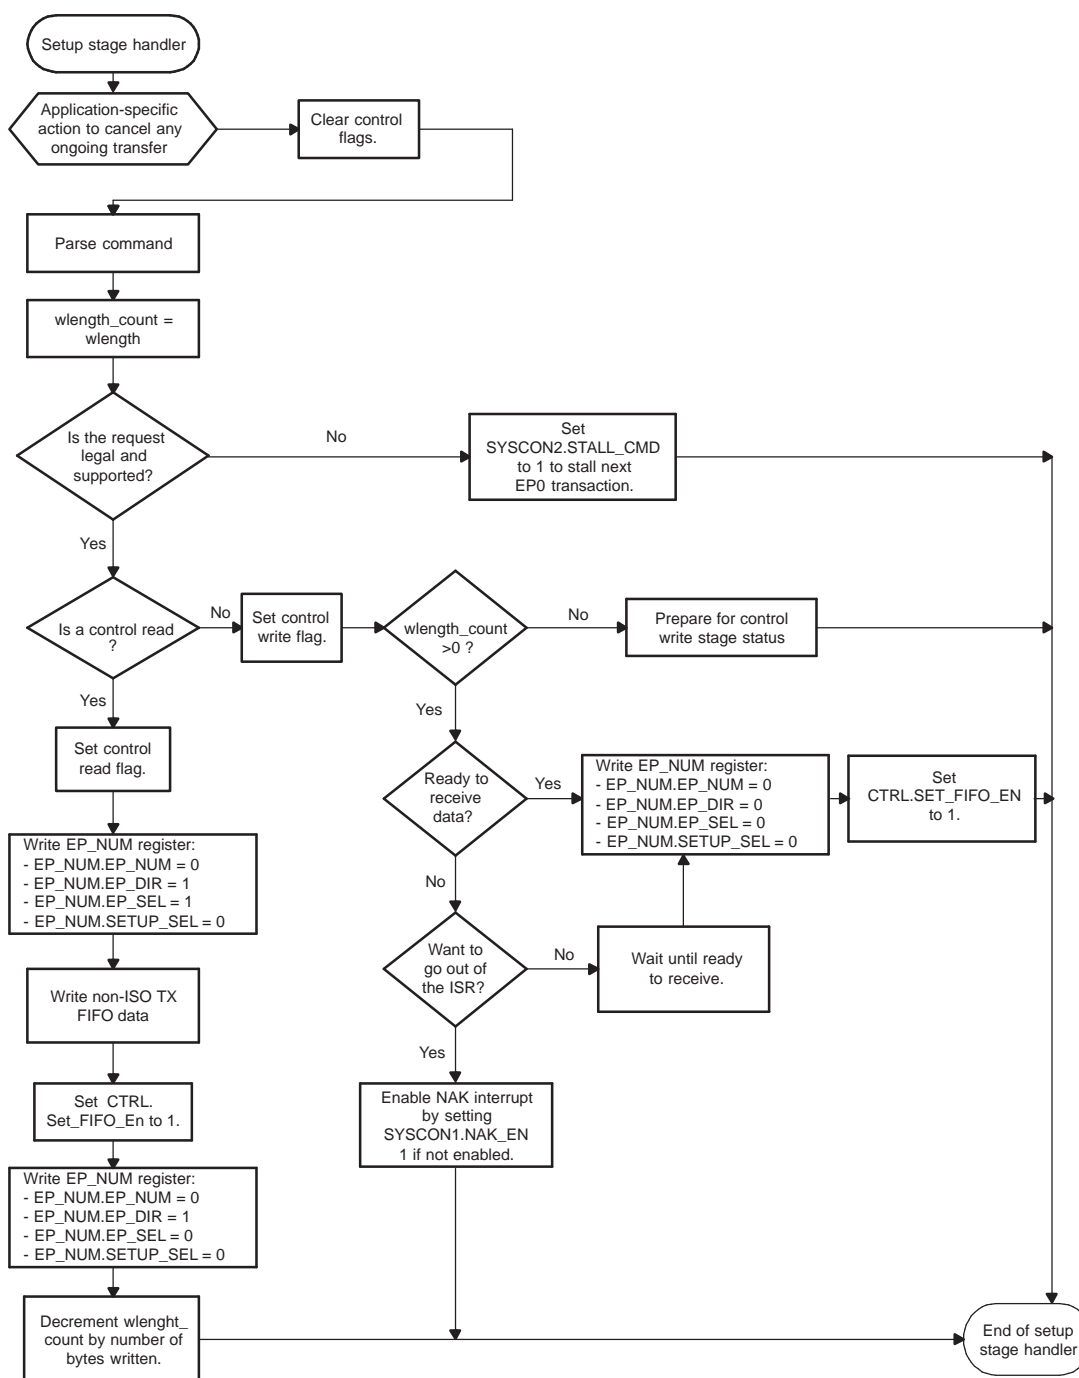 Setup stage handler
Application-specific
action to cancel any
ongoing transfer
Clear control
flags.
Parse command
wlength_count =
wlength
Is the request
legal and
supported?
No
Set
SYSCON2.STALL_CMD
to 1 to stall next
EP0 transaction.
Yes
Is a control read
?
No
Set control
write flag.
wlength_count
>0 ?
No
Prepare for control
write stage status
Yes
Set control
read flag.
Yes
Ready to
receive
data?
Yes
Write EP_NUM register:
- EP_NUM.EP_NUM = 0
- EP_NUM.EP_DIR = 0
- EP_NUM.EP_SEL = 0
- EP_NUM.SETUP_SEL = 0
Set
CTRL.SET_FIFO_EN
to 1.
Write EP_NUM register:
- EP_NUM.EP_NUM = 0
- EP_NUM.EP_DIR = 1
- EP_NUM.EP_SEL = 1
- EP_NUM.SETUP_SEL = 0
No
Want to
go out of
the ISR?
No
Wait until ready
to receive.
Write non-ISO TX
FIFO data
Yes
Set CTRL.
Set_FIFO_En to 1.
Enable NAK interrupt
by setting
SYSCON1.NAK_EN
1 if not enabled.
Write EP_NUM register:
- EP_NUM.EP_NUM = 0
- EP_NUM.EP_DIR = 1
- EP_NUM.EP_SEL = 0
- EP_NUM.SETUP_SEL = 0
Decrement wlenght_
count by number of
bytes written.
End of setup
stage handler